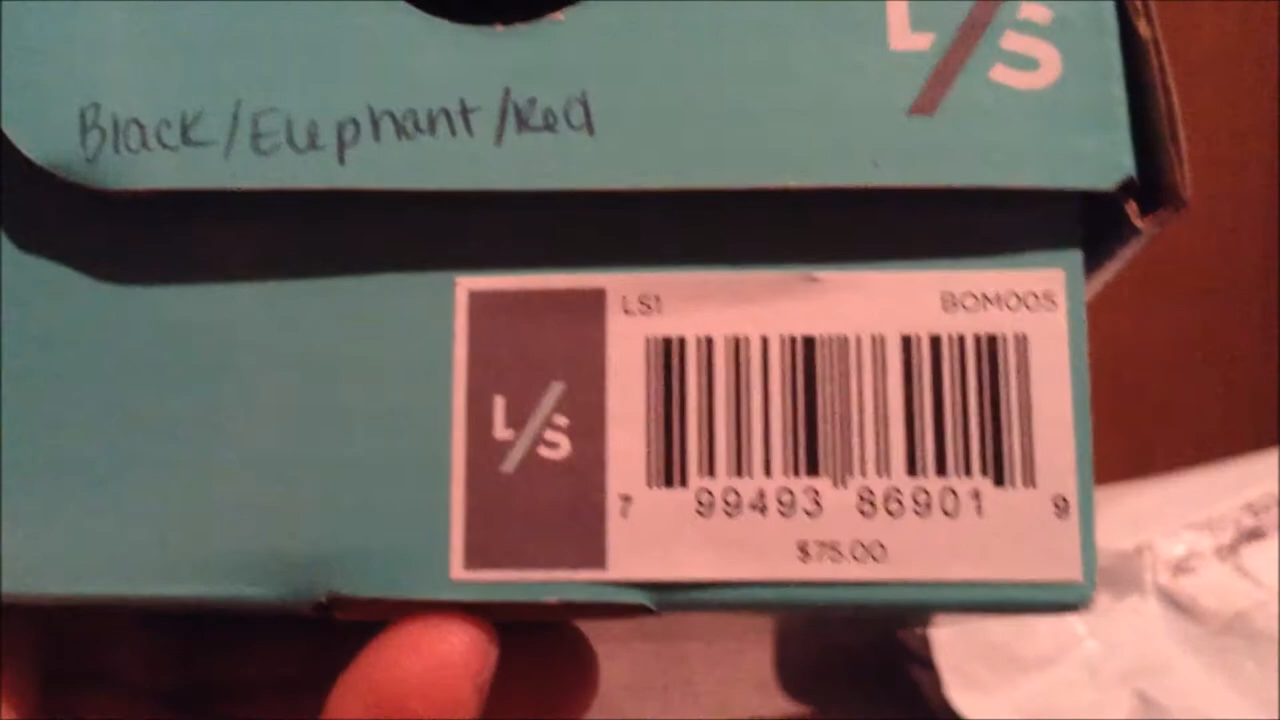 L/S
Black/Elephant/Red
LS1 BOM005
L/S
7 99493 86901 9
$75.00